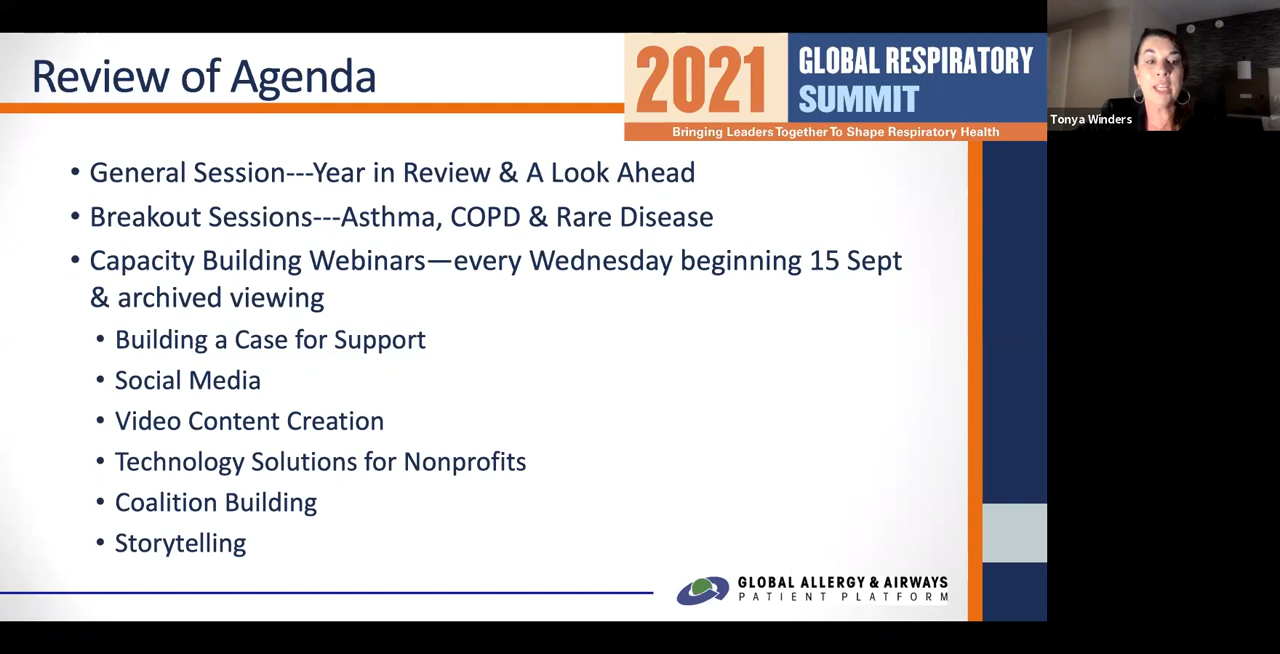 Review of Agenda
2021
GLOBAL RESPIRATORY
SUMMIT
Bringing Leaders Together To Shape Respiratory Health
Tonya Winders
• General Session---Year in Review & A Look Ahead
• Breakout Sessions---Asthma, COPD & Rare Disease
• Capacity Building Webinars—every Wednesday beginning 15 Sept
& archived viewing
• Building a Case for Support
• Social Media
• Video Content Creation
• Technology Solutions for Nonprofits
• Coalition Building
• Storytelling
GLOBAL ALLERGY & AIRWAYS
PATIENT PLATFORM